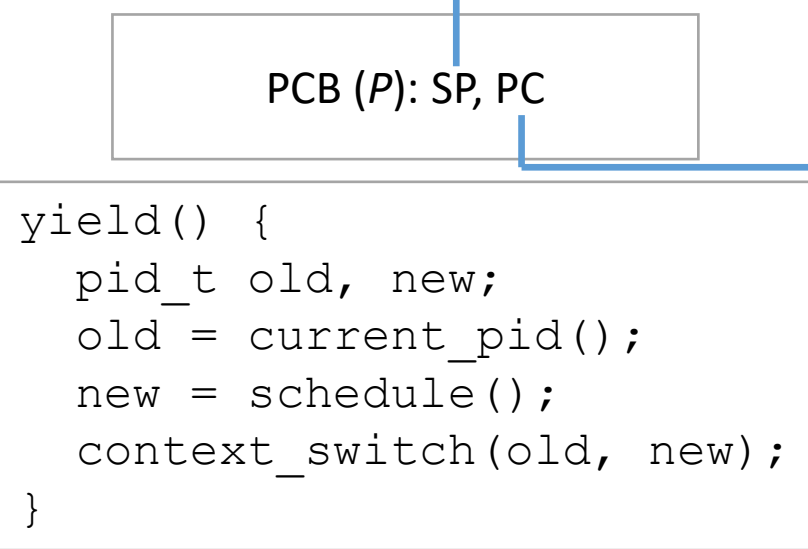 PCB (P): SP, PC
yield() {
  pid_t old, new;
  old = current_pid();
  new = schedule();
  context_switch(old, new);
}